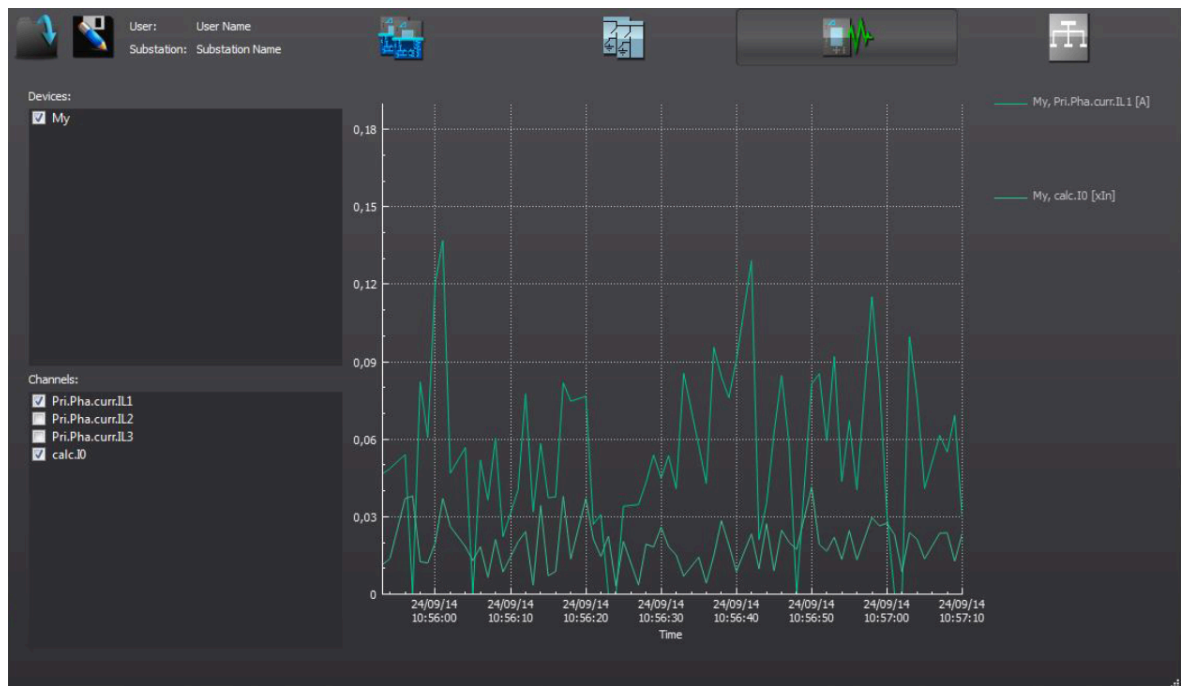 User: User Name
Substation: Substation Name
Devices:
My
Channels:
Pri.Pha.curr.IL1
Pri.Pha.curr.IL2
Pri.Pha.curr.IL3
calc.I0
0,18
0,15
0,12
0,09
0,06
0,03
0
24/09/14 24/09/14 24/09/14 24/09/14 24/09/14 24/09/14 24/09/14 24/09/14
10:56:00 10:56:10 10:56:20 10:56:30 10:56:40 10:56:50 10:57:00 10:57:10
Time
My, Pri.Pha.curr.IL1 [A]
My, calc.I0 [xIn]